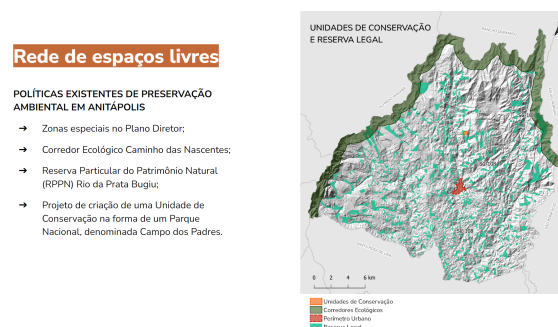 Rede de espaços livres
POLÍTICAS EXISTENTES DE PRESERVAÇÃO
AMBIENTAL EM ANITÁPOLIS
➔ Zonas especiais no Plano Diretor;
➔ Corredor Ecológico Caminho das Nascentes;
➔ Reserva Particular do Patrimônio Natural
(RPPN) Rio da Prata Bugiu;
➔ Projeto de criação de uma Unidade de
Conservação na forma de um Parque
Nacional, denominada Campo dos Padres.
UNIDADES DE CONSERVAÇÃO
E RESERVA LEGAL
0 2 4 6 km
Unidades de Conservação
Corredores Ecológicos
Perímetro Urbano
Reserva Legal